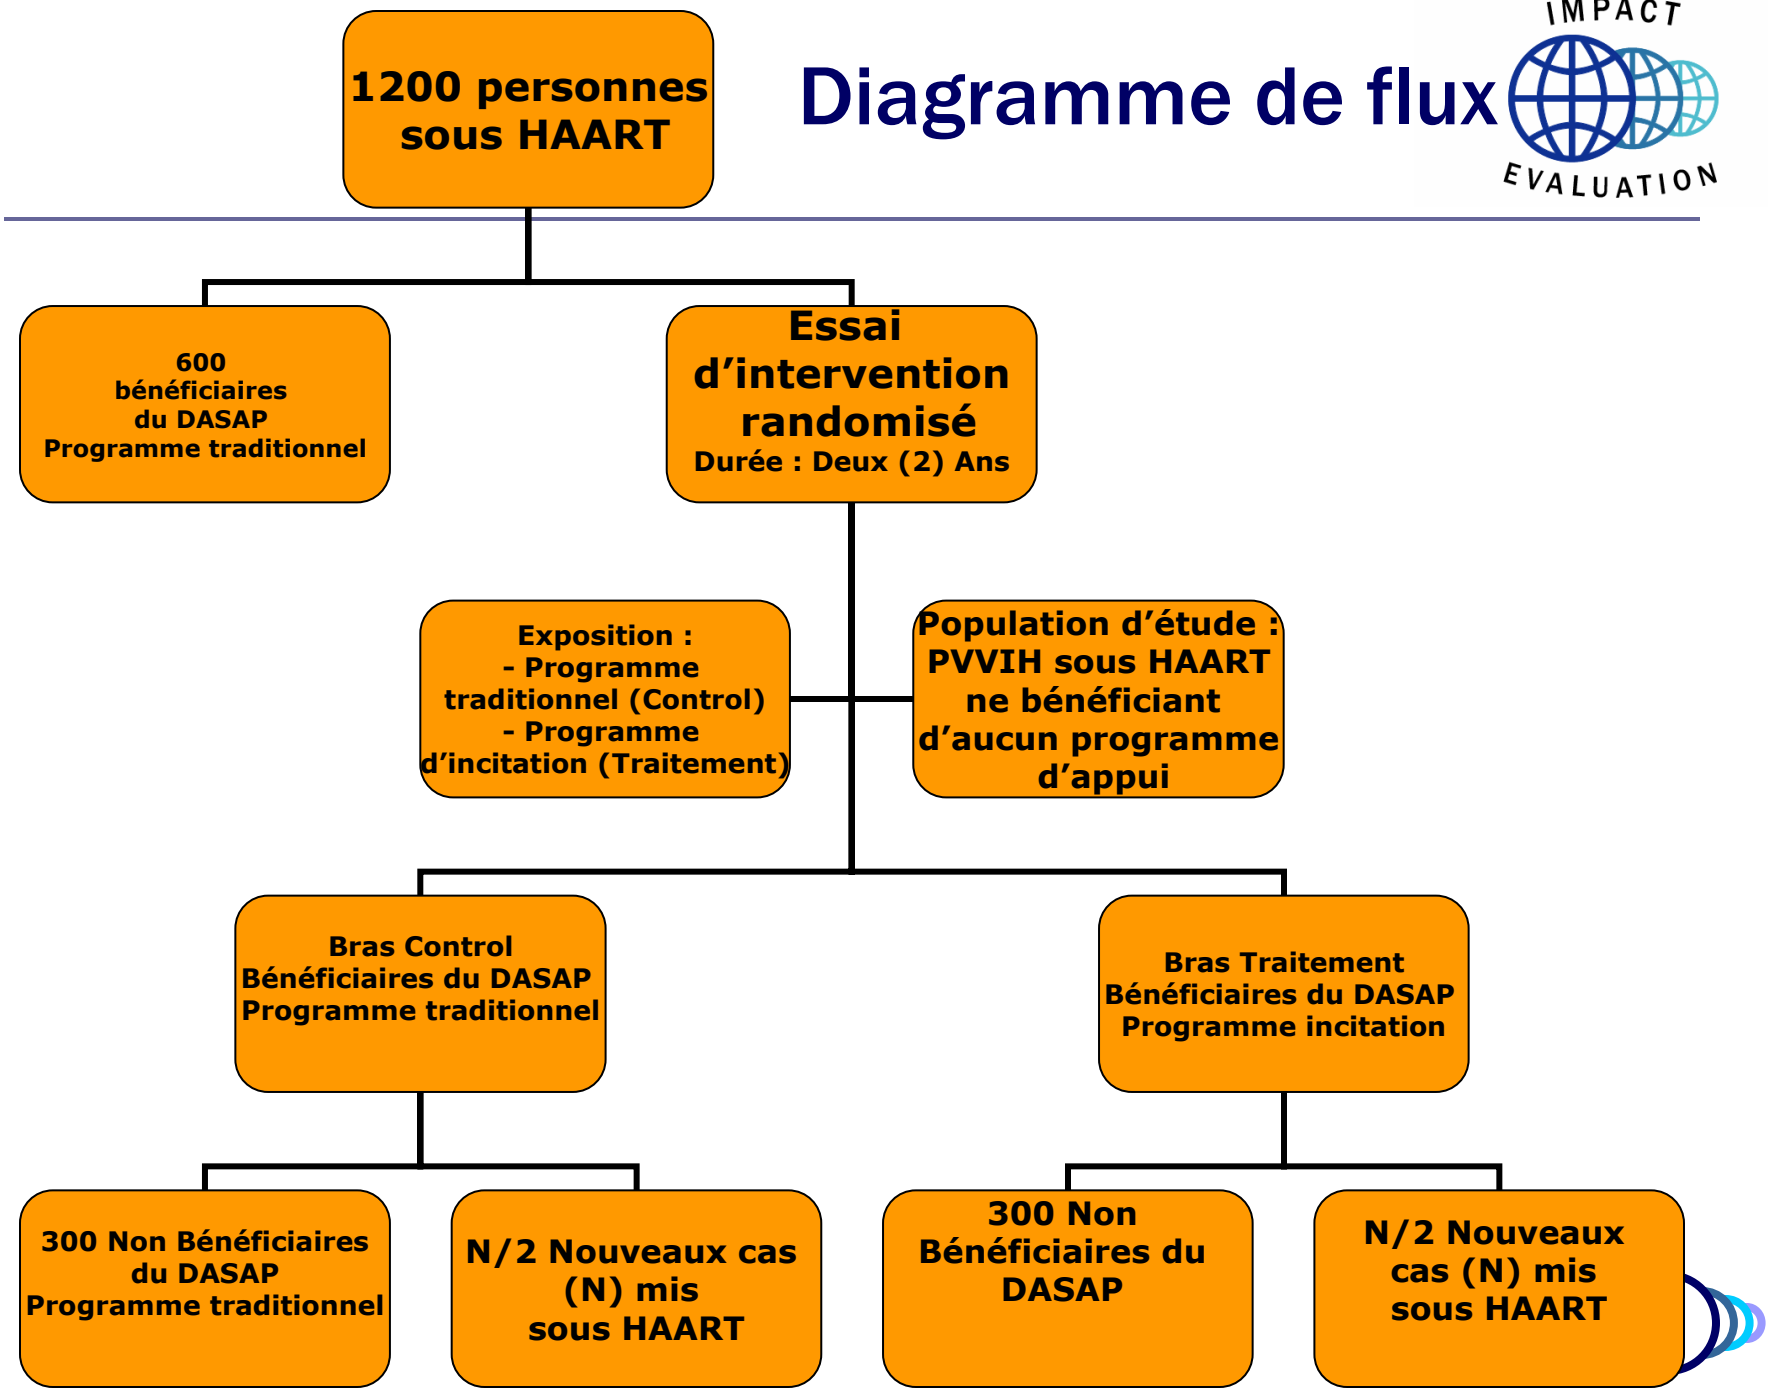 1200 personnes
sous HAART
Diagramme de flux
IMPACT
EVALUATION
600
bénéficiaires
du DASAP
Programme traditionnel
Essai
d’intervention
randomisé
Durée : Deux (2) Ans
Exposition :
- Programme
traditionnel (Control)
- Programme
d’incitation (Traitement)
Population d’étude :
PVVIH sous HAART
ne bénéficiant
d’aucun programme
d’appui
Bras Control
Bénéficiaires du DASAP
Programme traditionnel
Bras Traitement
Bénéficiaires du DASAP
Programme incitation
300 Non Bénéficiaires
du DASAP
Programme traditionnel
N/2 Nouveaux cas
(N) mis
sous HAART
300 Non
Bénéficiaires du
DASAP
N/2 Nouveaux
cas (N) mis
sous HAART